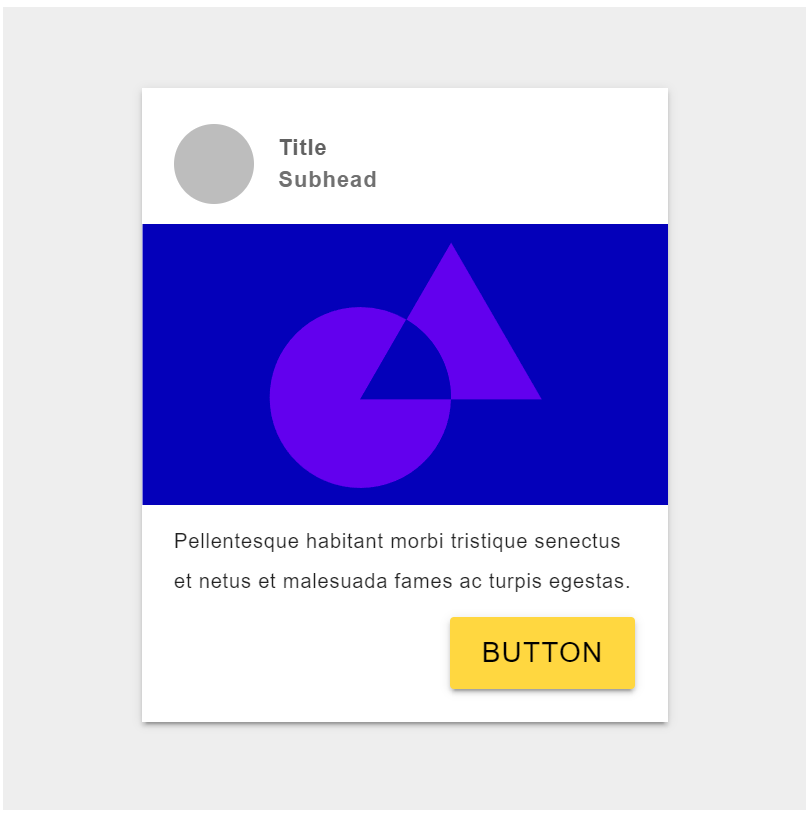 Title
Subhead
Pellentesque habitant morbi tristique senectus
et netus et malesuada fames ac turpis egestas.
BUTTON